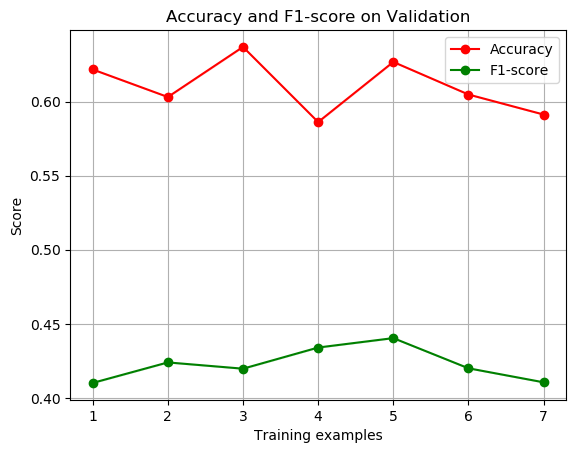 Accuracy and F1-score on Validation
Accuracy
F1-score
0.60
0.55
0.50
0.45
0.40
Score
1 2 3 4 5 6 7
Training examples